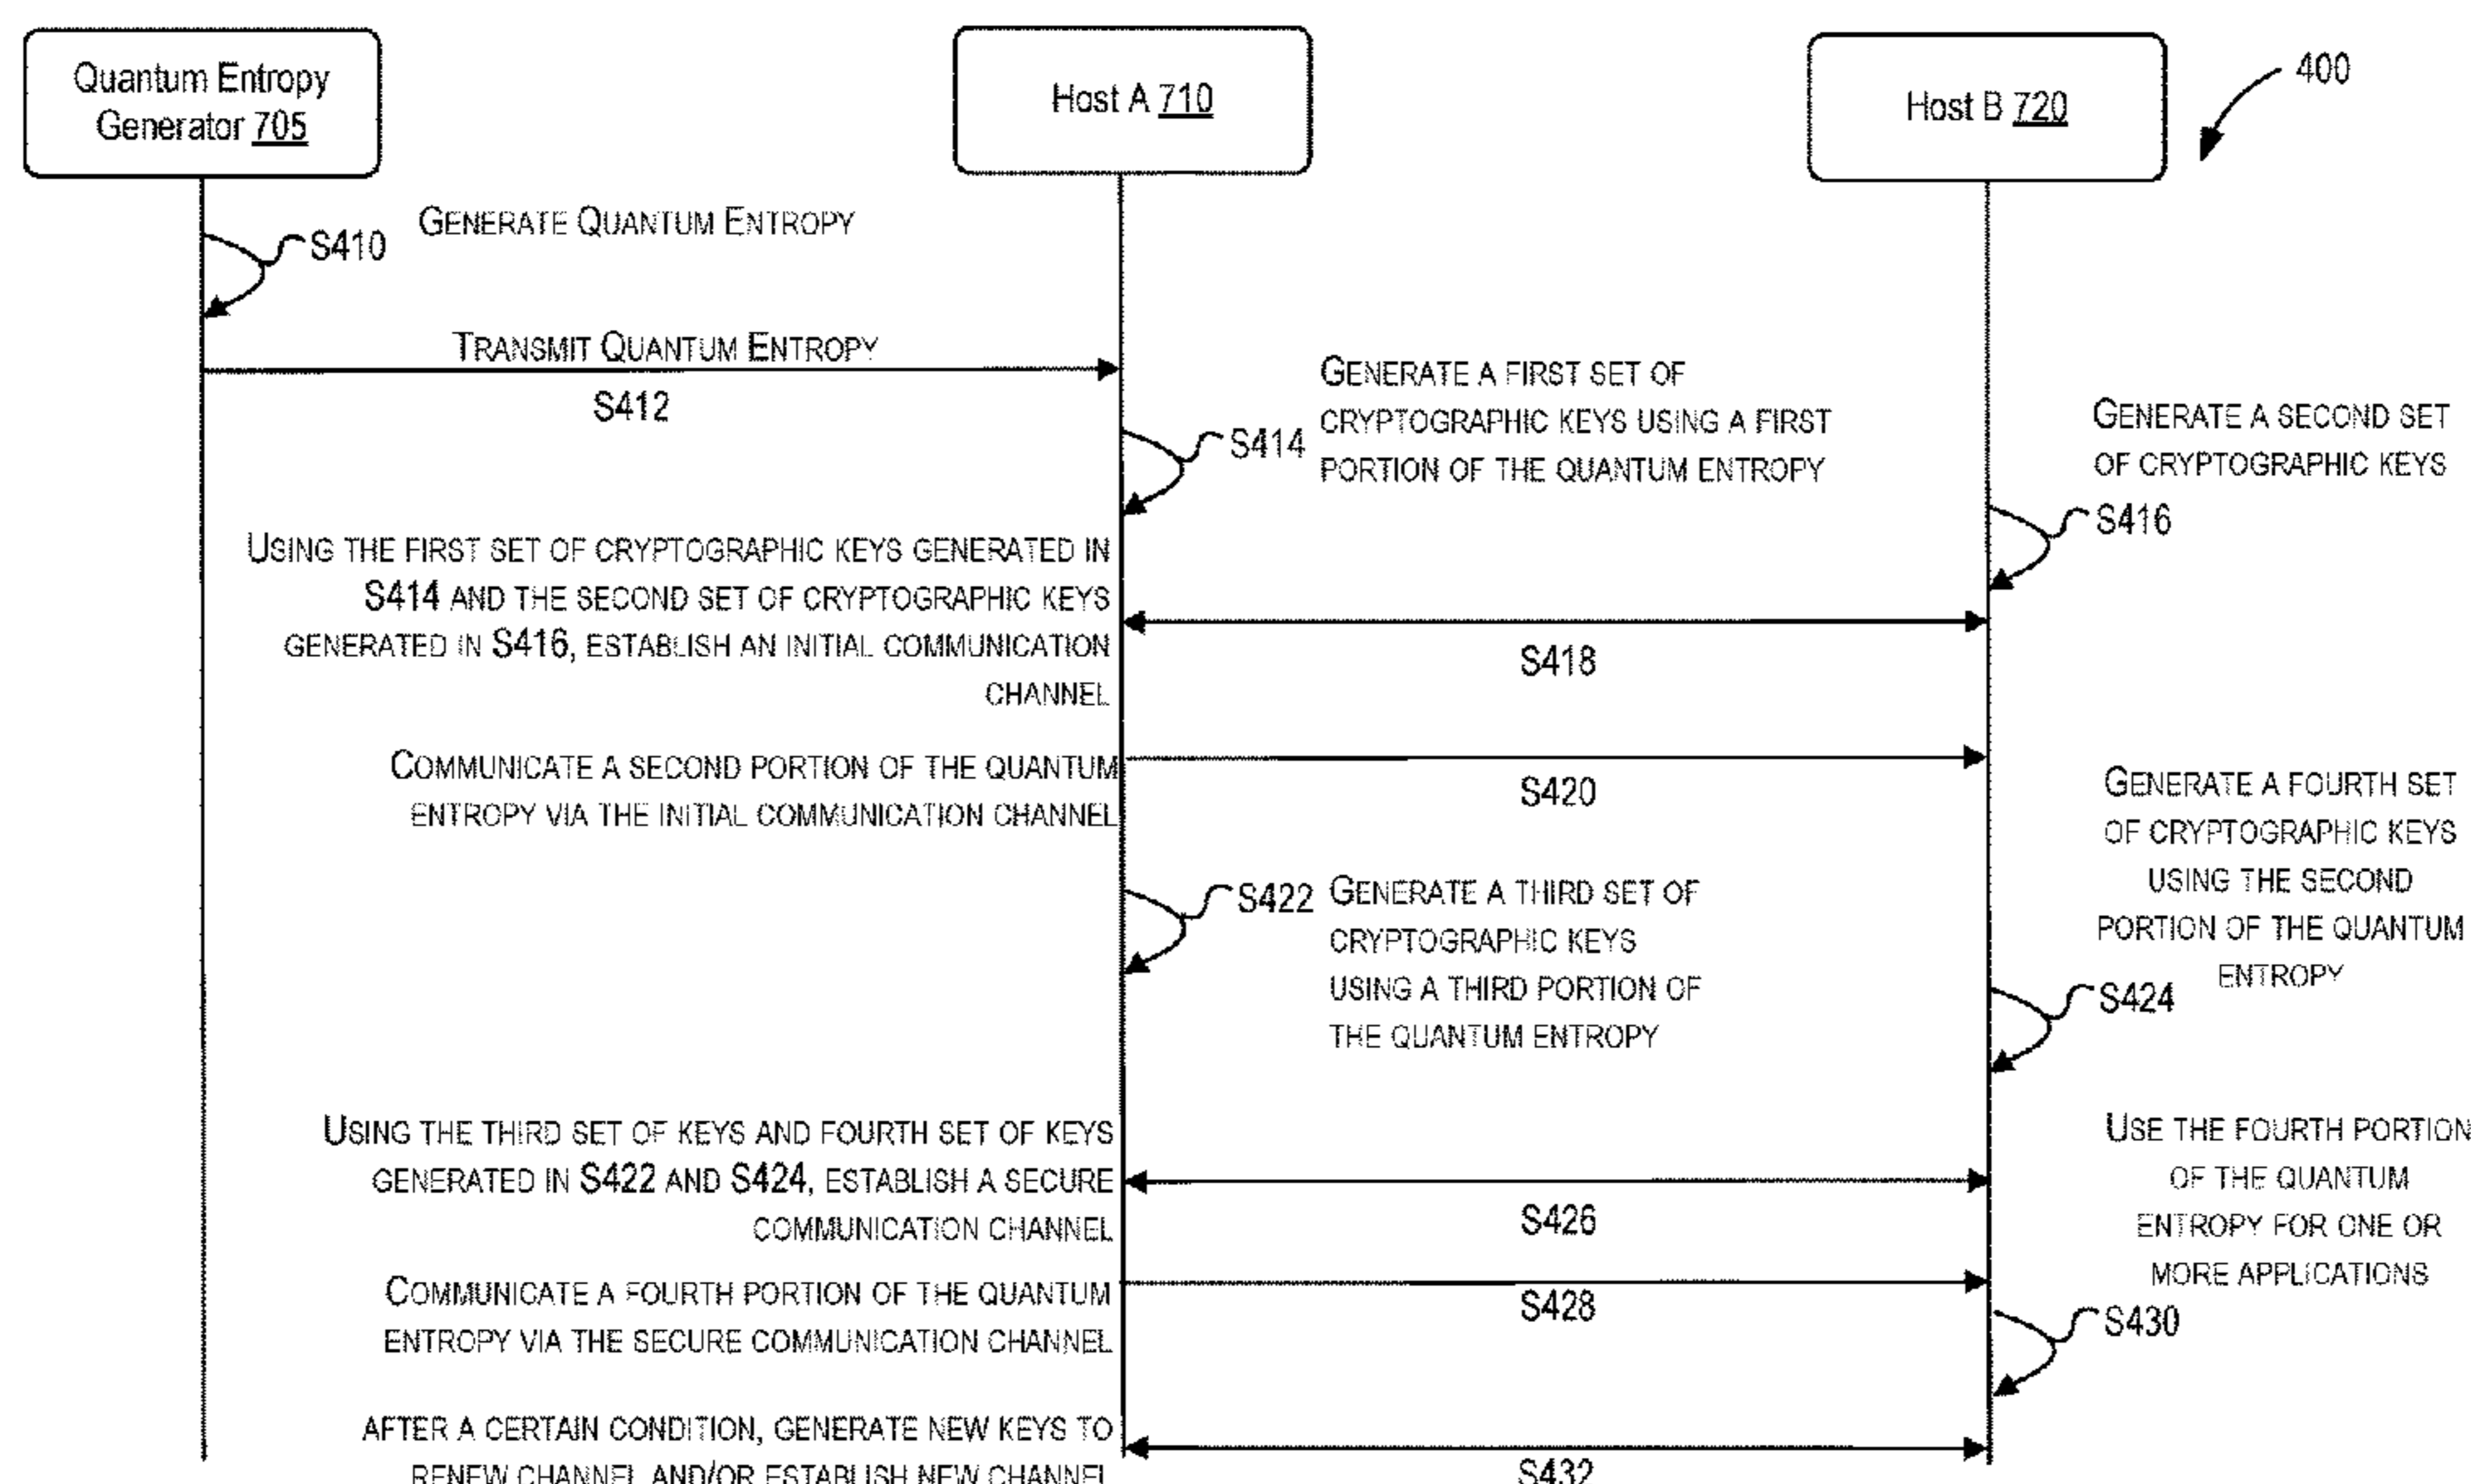 Quantum Entropy
Generator 705
Host A 710
Host B 720
400
GENERATE QUANTUM ENTROPY
S410
TRANSMIT QUANTUM ENTROPY
S412
GENERATE A FIRST SET OF
CRYPTOGRAPHIC KEYS USING A FIRST
PORTION OF THE QUANTUM ENTROPY
S414
GENERATE A SECOND SET
OF CRYPTOGRAPHIC KEYS
S416
USING THE FIRST SET OF CRYPTOGRAPHIC KEYS GENERATED IN
S414 AND THE SECOND SET OF CRYPTOGRAPHIC KEYS
GENERATED IN S416, ESTABLISH AN INITIAL COMMUNICATION
CHANNEL
S418
COMMUNICATE A SECOND PORTION OF THE QUANTUM
ENTROPY VIA THE INITIAL COMMUNICATION CHANNEL
S420
S422
GENERATE A THIRD SET OF
CRYPTOGRAPHIC KEYS
USING A THIRD PORTION OF
THE QUANTUM ENTROPY
GENERATE A FOURTH SET
OF CRYPTOGRAPHIC KEYS
USING THE SECOND
PORTION OF THE QUANTUM
ENTROPY
S424
USING THE THIRD SET OF KEYS AND FOURTH SET OF KEYS
GENERATED IN S422 AND S424, ESTABLISH A SECURE
COMMUNICATION CHANNEL
S426
COMMUNICATE A FOURTH PORTION OF THE QUANTUM
ENTROPY VIA THE SECURE COMMUNICATION CHANNEL
S428
USE THE FOURTH PORTION
OF THE QUANTUM
ENTROPY FOR ONE OR
MORE APPLICATIONS
S430
AFTER A CERTAIN CONDITION, GENERATE NEW KEYS TO
RENEW CHANNEL AND/OR ESTABLISH NEW CHANNEL
S432